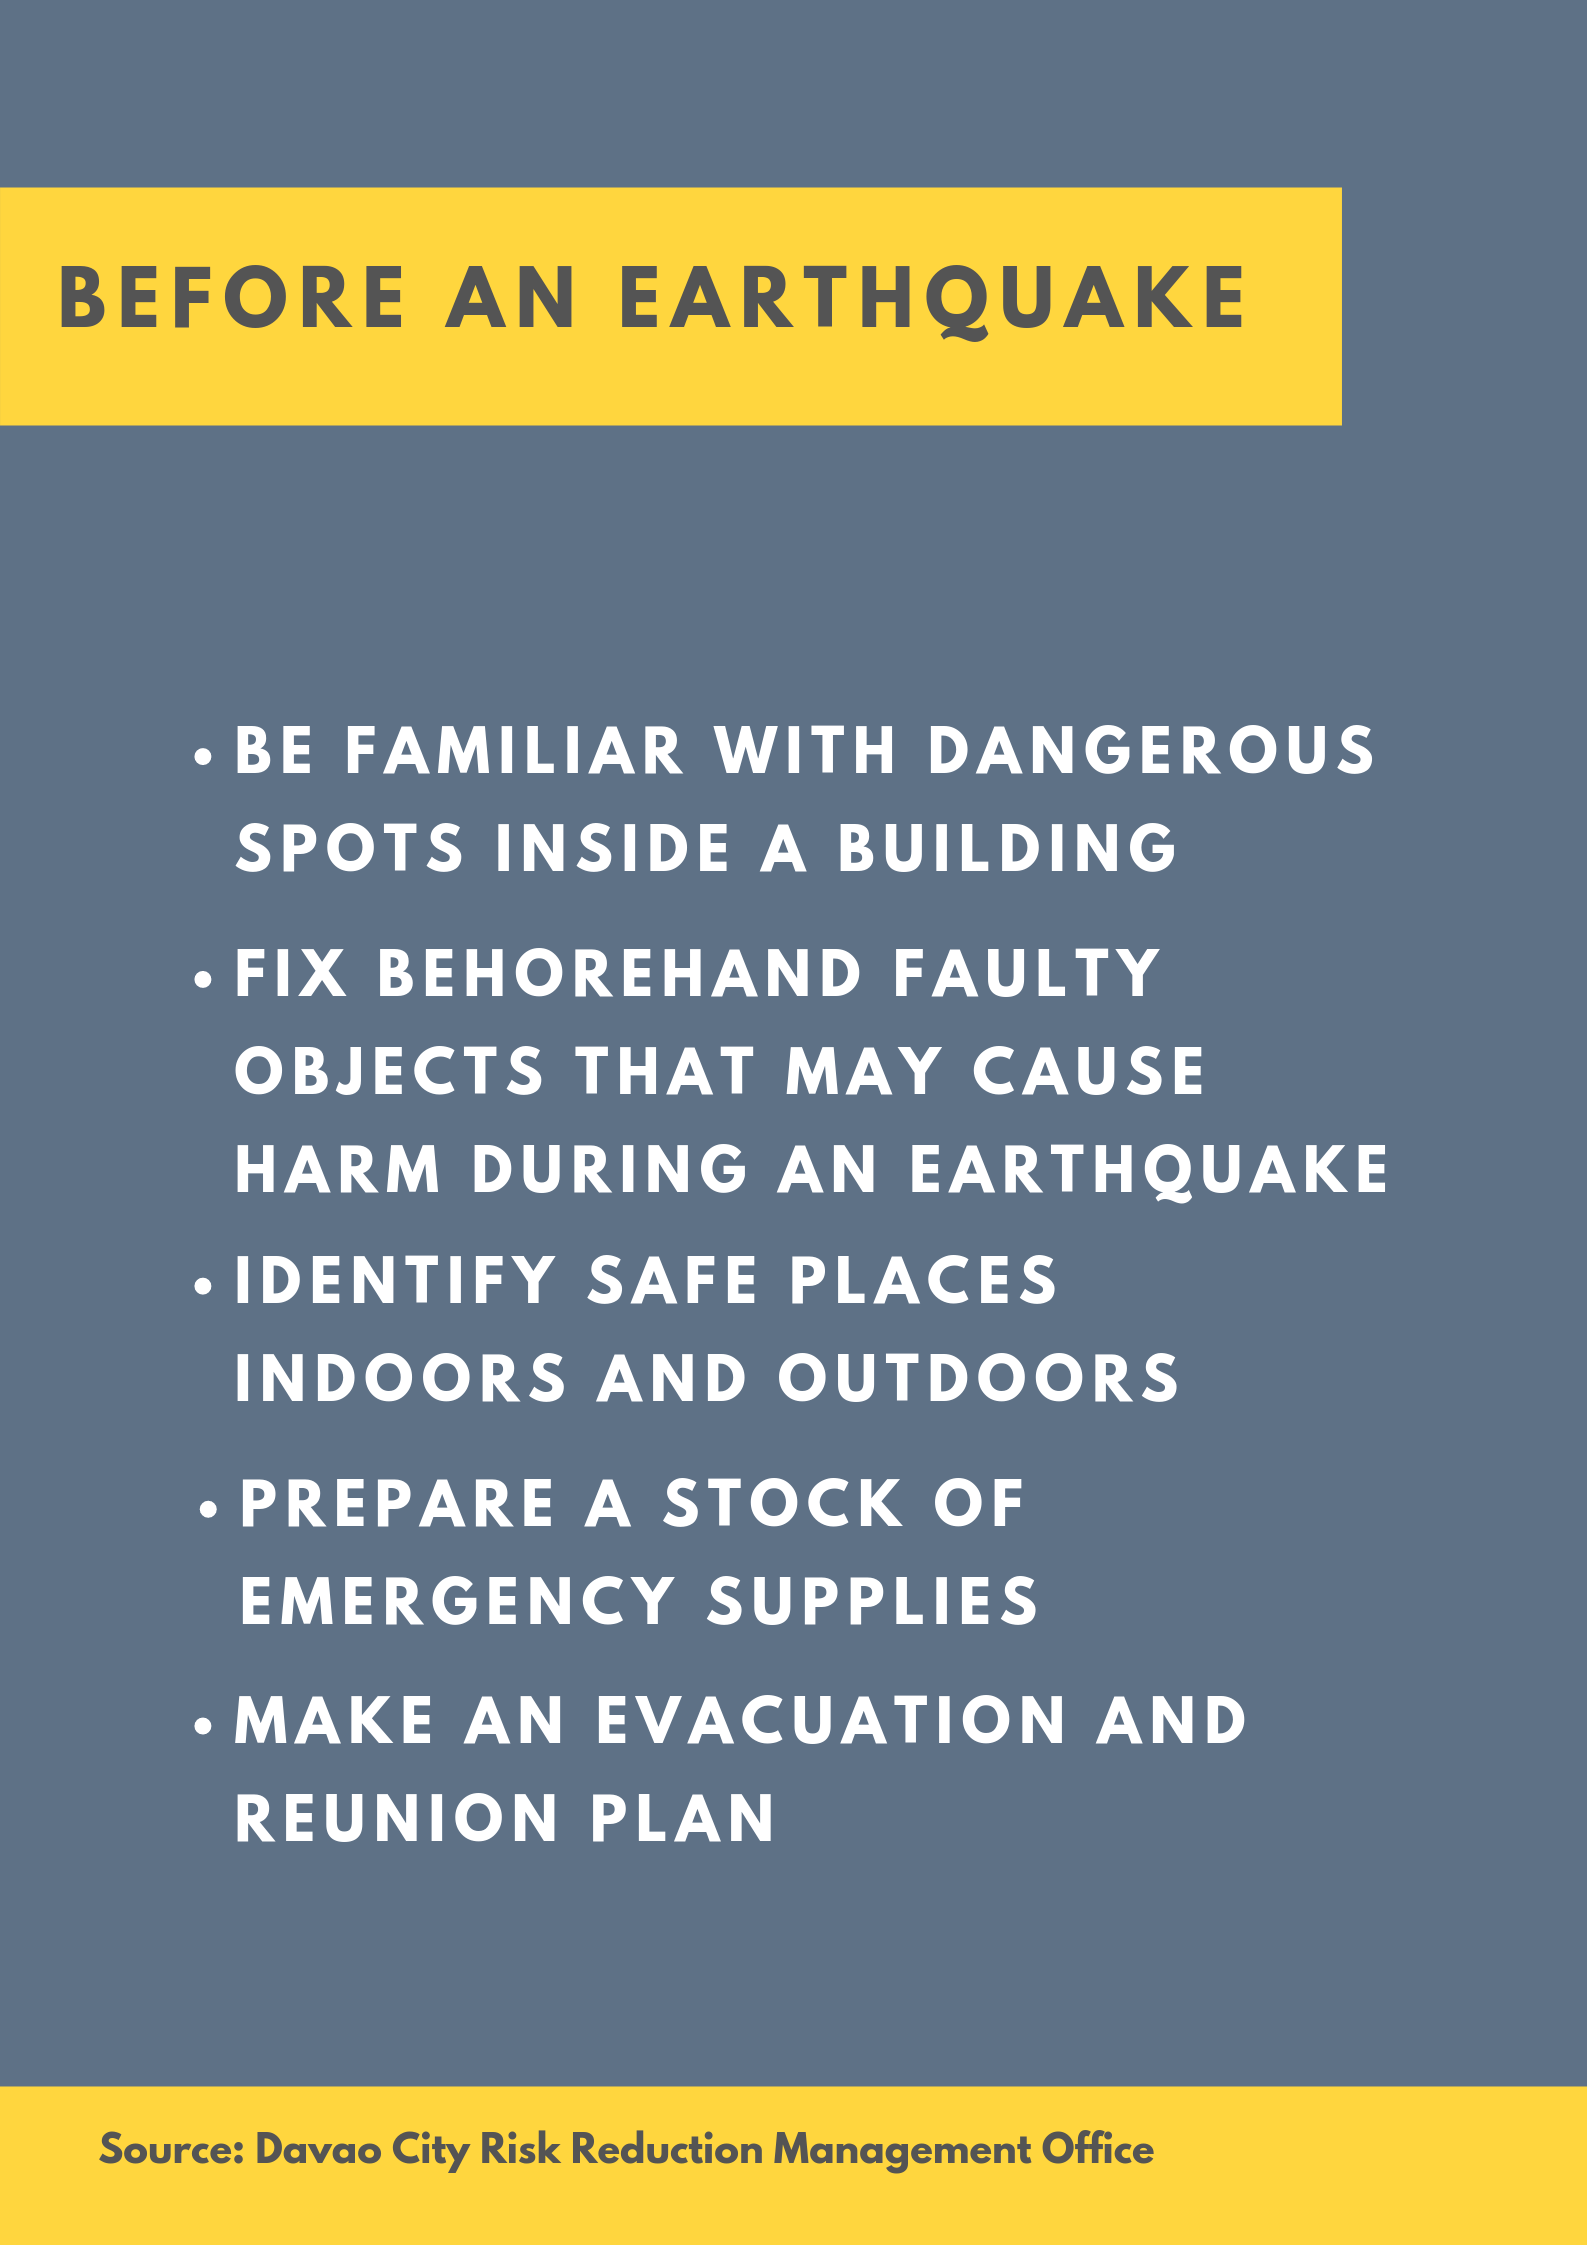 BEFORE AN EARTHQUAKE
• BE FAMILIAR WITH DANGEROUS
SPOTS INSIDE A BUILDING
• FIX BEHOREHAND FAULTY
OBJECTS THAT MAY CAUSE
HARM DURING AN EARTHQUAKE
• IDENTIFY SAFE PLACES
INDOORS AND OUTDOORS
• PREPARE A STOCK OF
EMERGENCY SUPPLIES
• MAKE AN EVACUATION AND
REUNION PLAN
Source: Davao City Risk Reduction Management Office